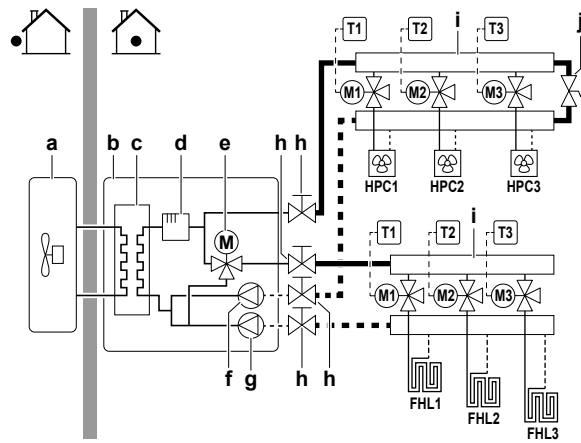 T1 T2 T3 i j
M1 M2 M3
a b c d e h h
HPC1 HPC2 HPC3
M
h
T1 T2 T3 i
M1 M2 M3
f g h h
FHL1 FHL2 FHL3